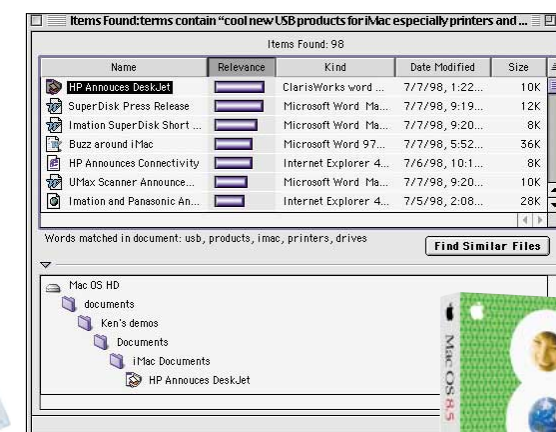 Items Found:terms contain “cool new USB products for iMac especially printers and ...
Items Found: 98
Name Relevance Kind Date Modified Size
HP Annouces DeskJet ClarisWorks word ... 7/7/98, 1:22... 10K
SuperDisk Press Release Microsoft Word Ma... 7/7/98, 9:19... 12K
Imation SuperDisk Short ... Microsoft Word Ma... 7/7/98, 9:20... 8K
Buzz around iMac Microsoft Word 97... 7/7/98, 5:52... 36K
HP Announces Connectivity Internet Explorer 4... 7/6/98, 10:1... 8K
UMax Scanner Announce... Microsoft Word Ma... 7/7/98, 9:20... 10K
Imation and Panasonic An... Internet Explorer 4... 7/5/98, 2:08... 28K
Words matched in document: usb, products, imac, printers, drives
Find Similar Files
Mac OS HD
documents
Ken's demos
Documents
iMac Documents
HP Annouces DeskJet
Mac OS 8.5